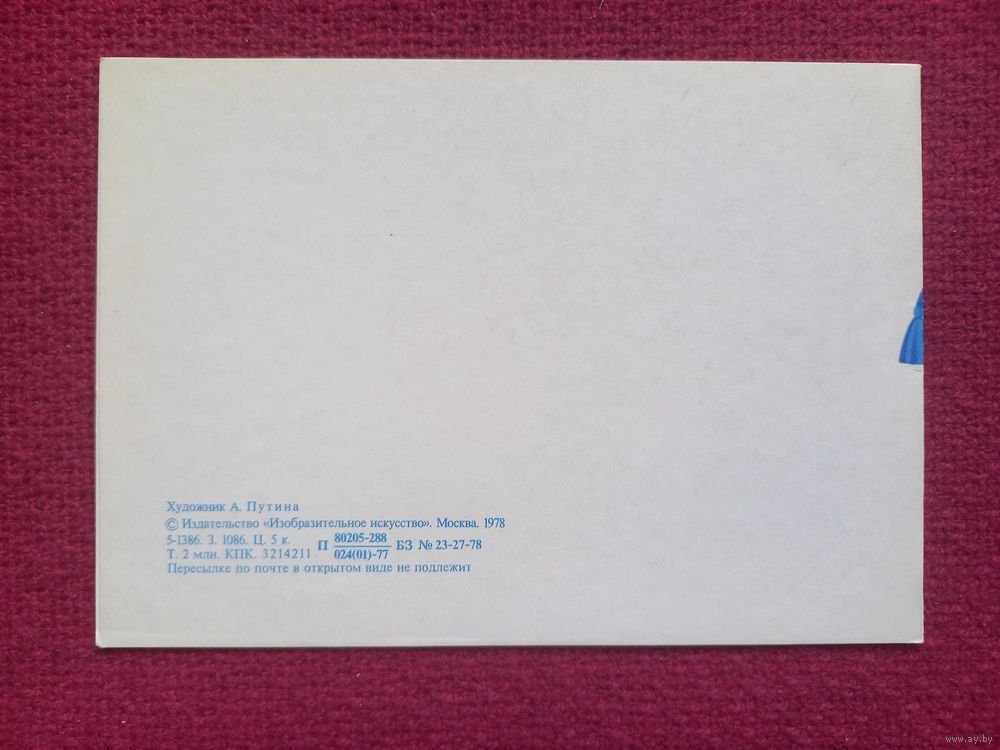 Художник А. Путина
© Издательство «Изобразительное искусство». Москва. 1978
5-1386. З. 1086. Ц. 5 к.
Т. 2 млн. КПК. 3214211
П 80205-288 БЗ № 23-27-78
024(01)-77
Пересылке по почте в открытом виде не подлежит
www.ay.by